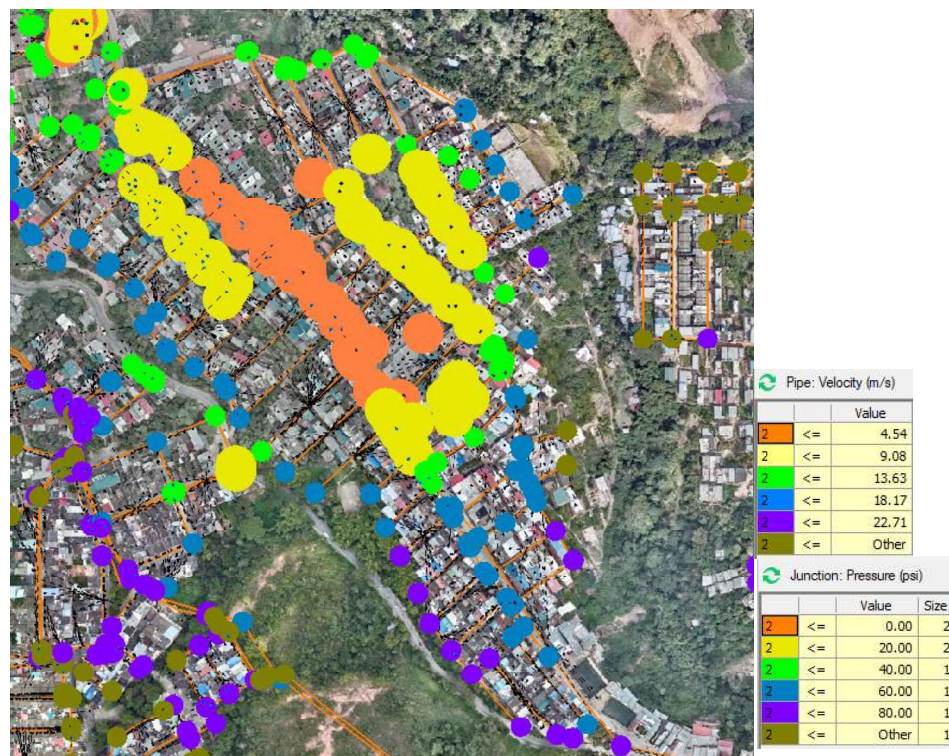 Pipe: Velocity (m/s)
Value
2 <= 4.54
2 <= 9.08
2 <= 13.63
2 <= 18.17
2 <= 22.71
2 <= Other
Junction: Pressure (psi)
Value Size
2 <= 0.00 2
2 <= 20.00 2
2 <= 40.00 1
2 <= 60.00 1
2 <= 80.00 1
2 <= Other 1